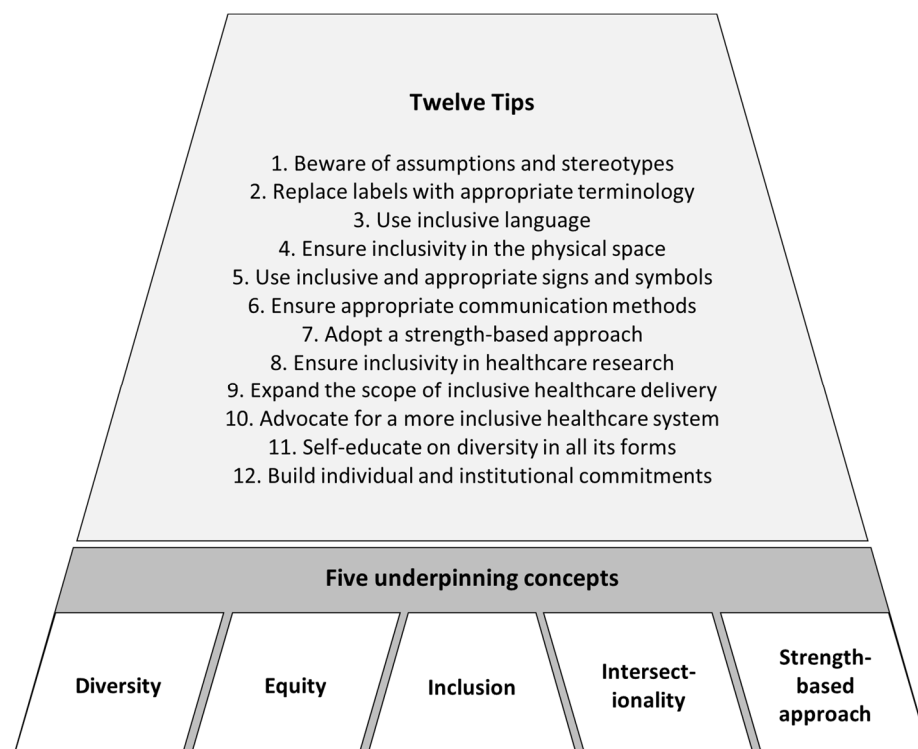 Twelve Tips
1. Beware of assumptions and stereotypes
2. Replace labels with appropriate terminology
3. Use inclusive language
4. Ensure inclusivity in the physical space
5. Use inclusive and appropriate signs and symbols
6. Ensure appropriate communication methods
7. Adopt a strength-based approach
8. Ensure inclusivity in healthcare research
9. Expand the scope of inclusive healthcare delivery
10. Advocate for a more inclusive healthcare system
11. Self-educate on diversity in all its forms
12. Build individual and institutional commitments
Five underpinning concepts
Diversity
Equity
Inclusion
Intersect-
ionality
Strength-
based
approach